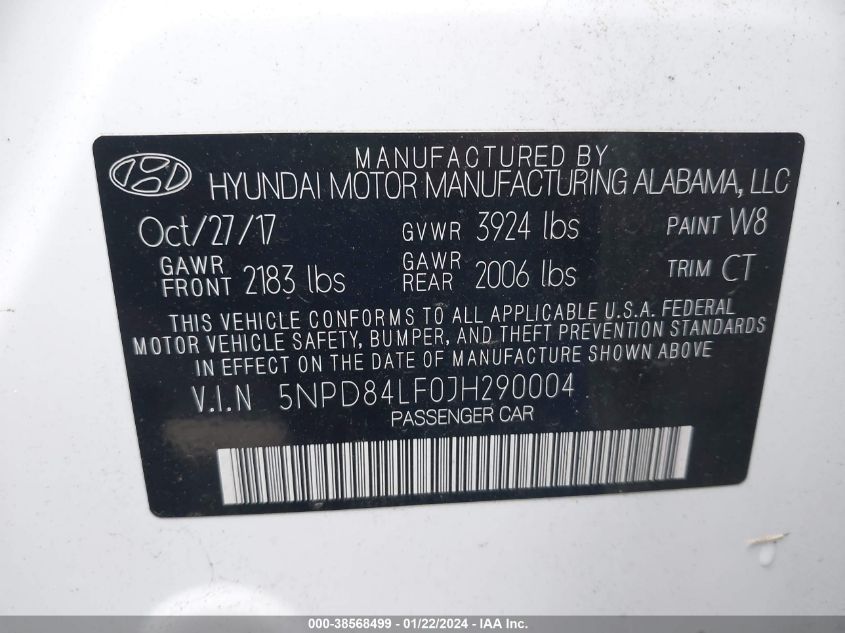 MANUFACTURED BY
HYUNDAI MOTOR MANUFACTURING ALABAMA, LLC
Oct/27/17 GVWR 3924 lbs PAINT W8
GAWR FRONT 2183 lbs GAWR REAR 2006 lbs TRIM CT
THIS VEHICLE CONFORMS TO ALL APPLICABLE U.S.A. FEDERAL
MOTOR VEHICLE SAFETY, BUMPER, AND THEFT PREVENTION STANDARDS
IN EFFECT ON THE DATE OF MANUFACTURE SHOWN ABOVE
V.I.N 5NPD84LF0JH290004
PASSENGER CAR
000-38568499 - 01/22/2024 - IAA Inc.